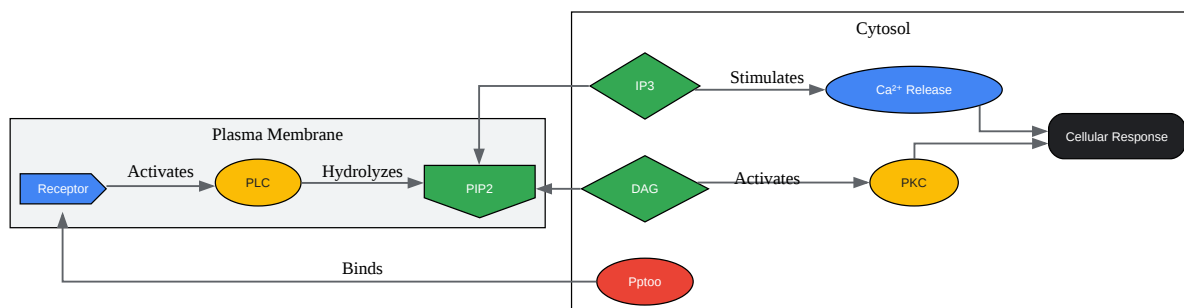 Cytosol
IP3
Stimulates
Ca²⁺ Release
Plasma Membrane
Cellular Response
Receptor
Activates
PLC
Hydrolyzes
PIP2
DAG
Activates
PKC
Binds
Pptoo